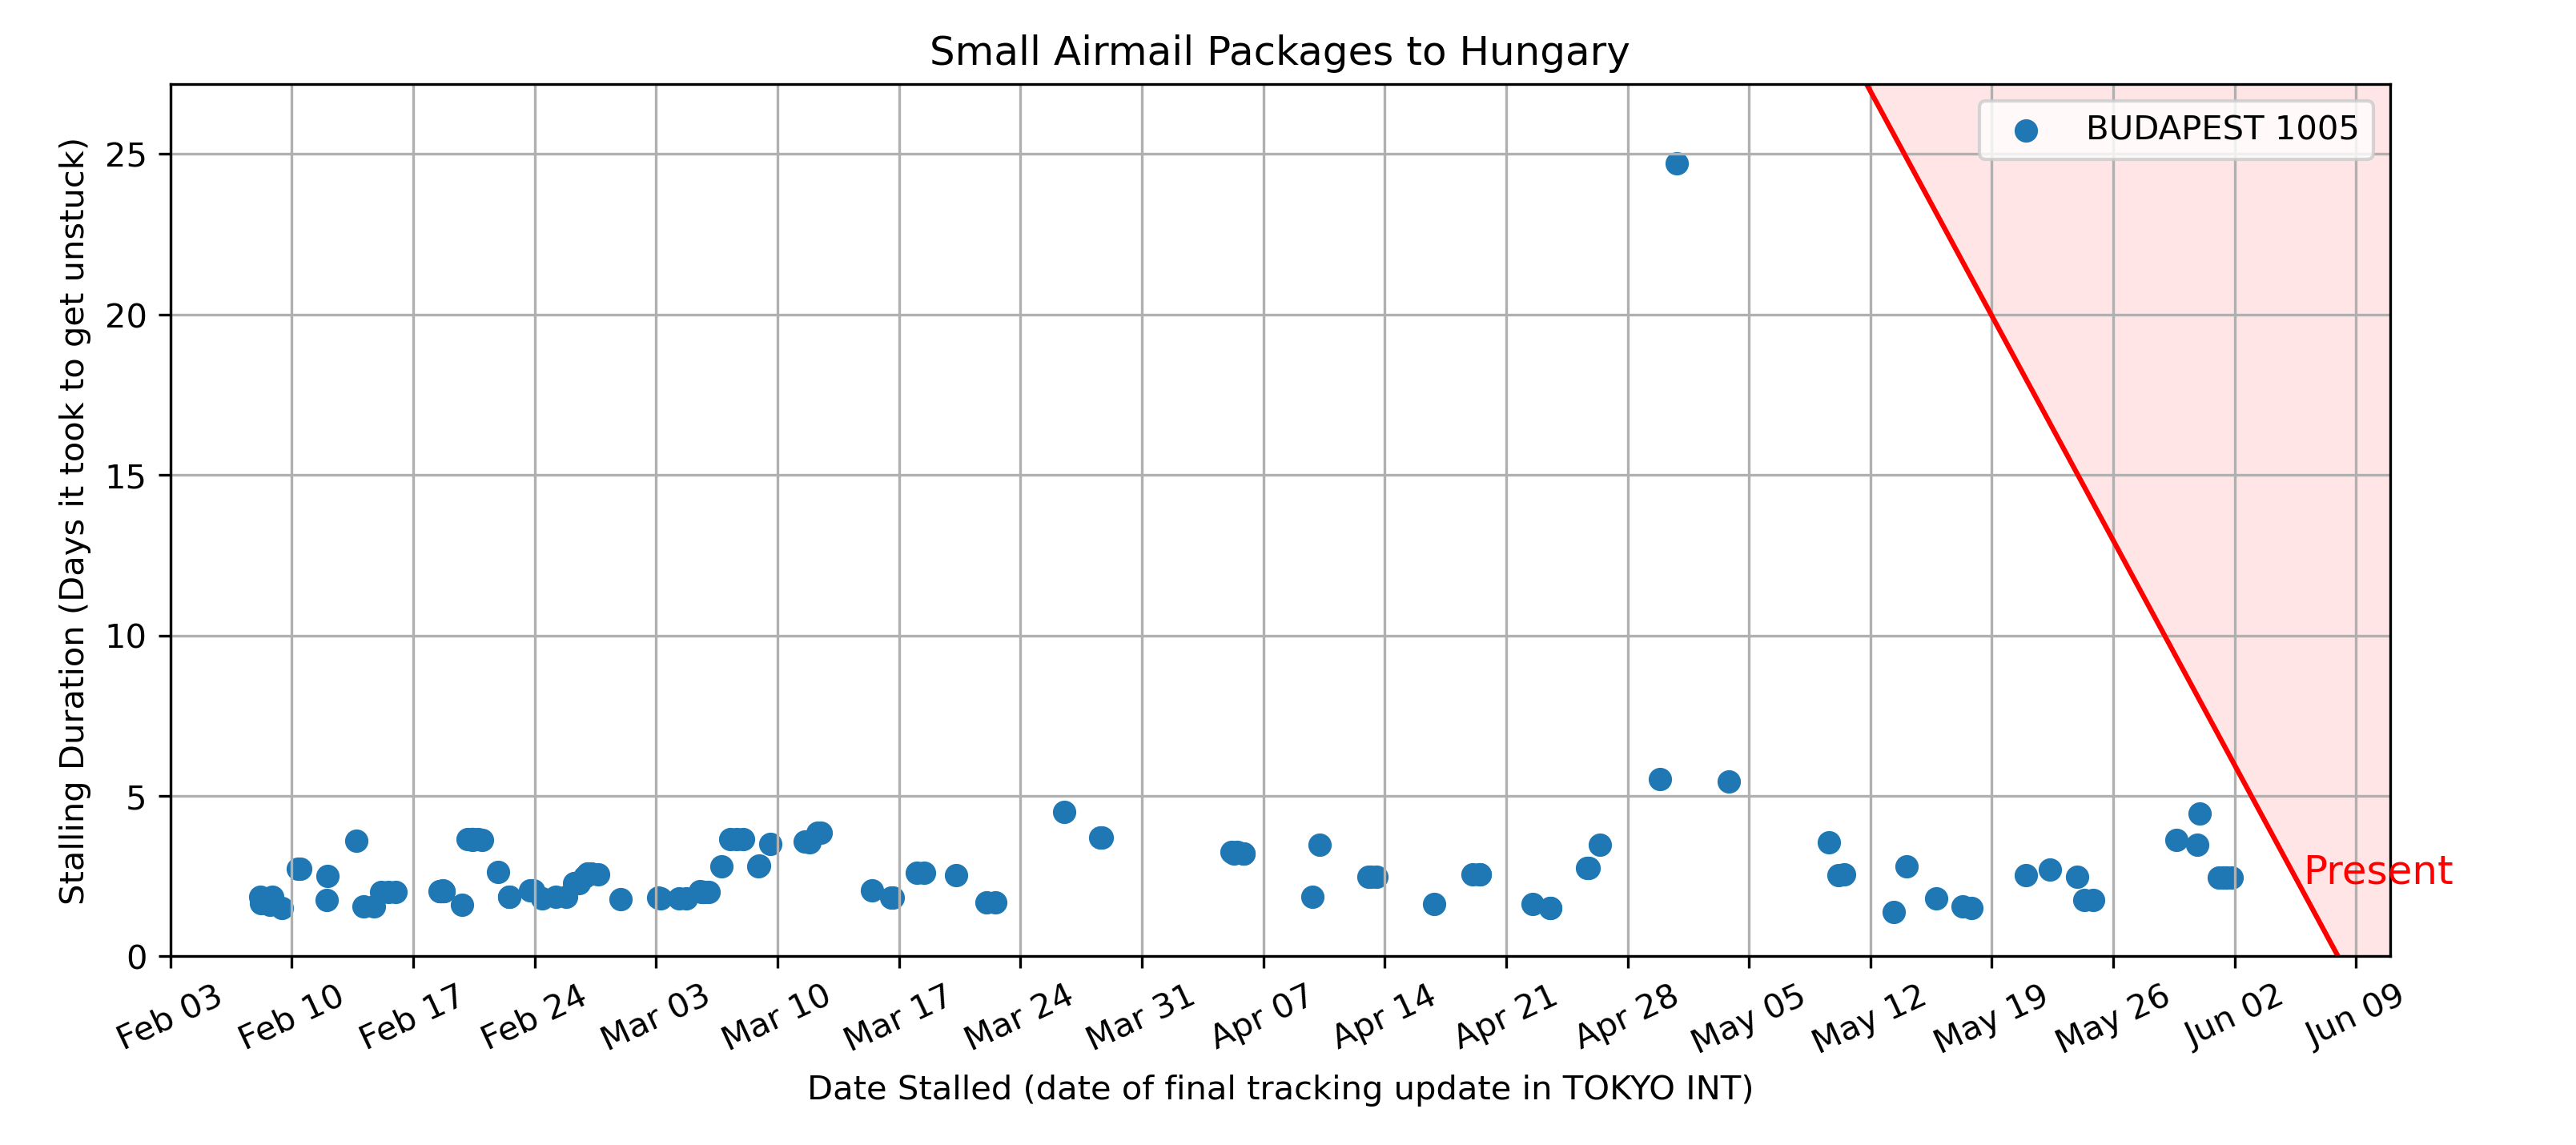 Small Airmail Packages to Hungary
BUDAPEST 1005
Stalling Duration (Days it took to get unstuck)
25
20
15
10
5
0
Present
Feb 03 Feb 10 Feb 17 Feb 24 Mar 03 Mar 10 Mar 17 Mar 24 Mar 31 Apr 07 Apr 14 Apr 21 Apr 28 May 05 May 12 May 19 May 26 Jun 02 Jun 09
Date Stalled (date of final tracking update in TOKYO INT)